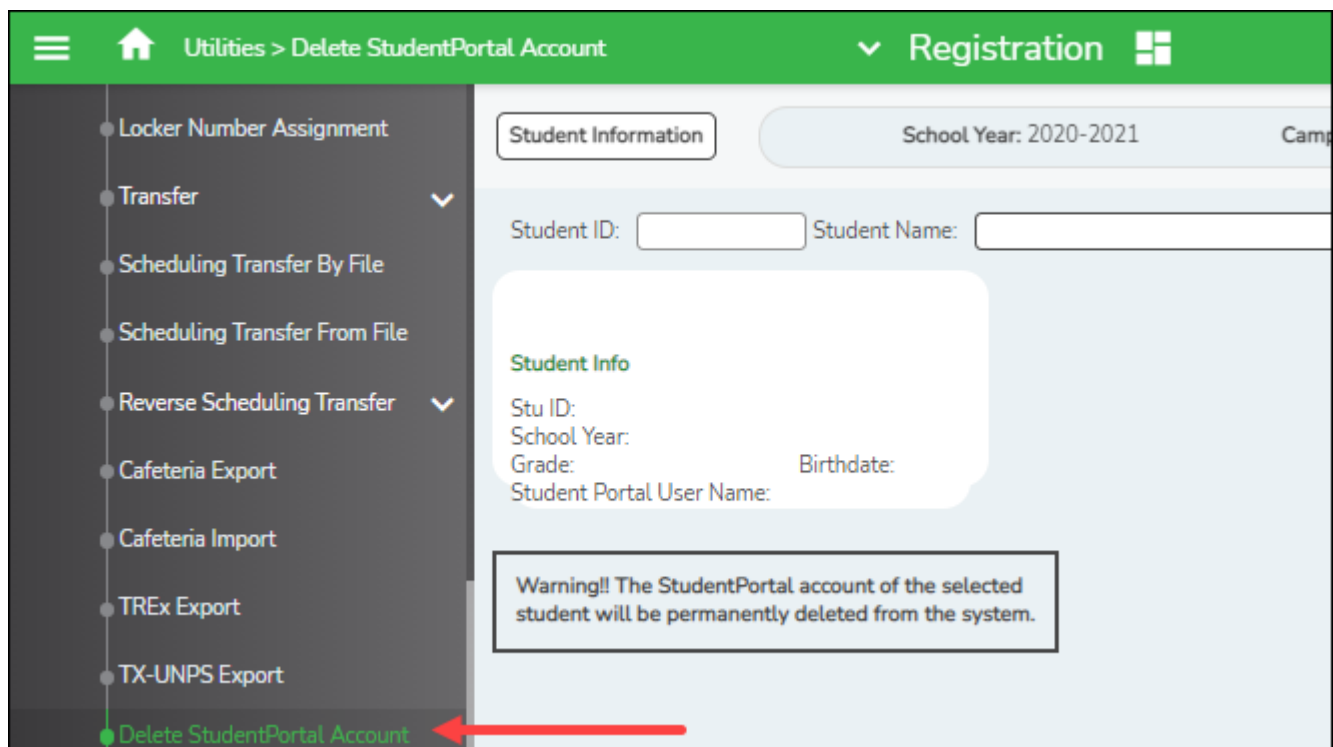 Utilities > Delete StudentPortal Account
Registration
Locker Number Assignment
Transfer
Scheduling Transfer By File
Scheduling Transfer From File
Reverse Scheduling Transfer
Cafeteria Export
Cafeteria Import
TREx Export
TX-UNPS Export
Delete StudentPortal Account
Student Information
School Year: 2020-2021
Camp
Student ID:
Student Name:
Student Info
Stu ID:
School Year:
Grade:
Birthdate:
Student Portal User Name:
Warning!! The StudentPortal account of the selected
student will be permanently deleted from the system.